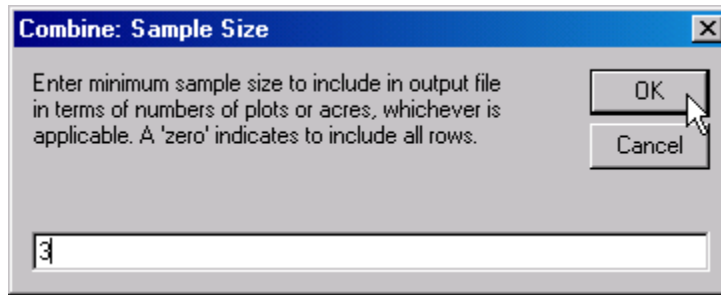 Combine: Sample Size
Enter minimum sample size to include in output file
in terms of numbers of plots or acres, whichever is
applicable. A 'zero' indicates to include all rows.
OK
Cancel
3